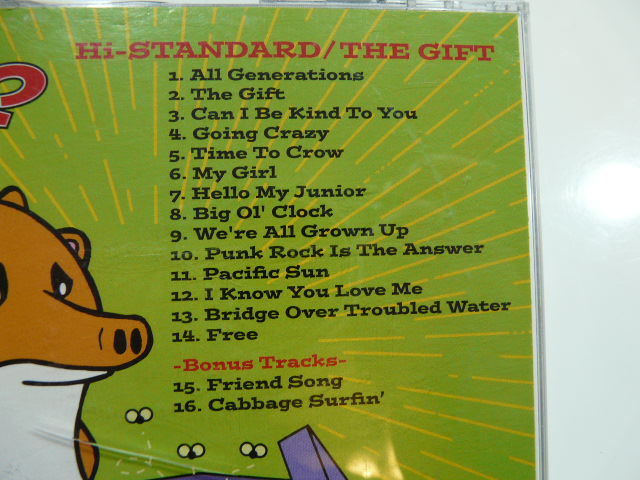 Hi-STANDARD/THE GIFT
1. All Generations
2. The Gift
3. Can I Be Kind To You
4. Going Crazy
5. Time To Crow
6. My Girl
7. Hello My Junior
8. Big Ol' Clock
9. We're All Grown Up
10. Punk Rock Is The Answer
11. Pacific Sun
12. I Know You Love Me
13. Bridge Over Troubled Water
14. Free
-Bonus Tracks-
15. Friend Song
16. Cabbage Surfin'